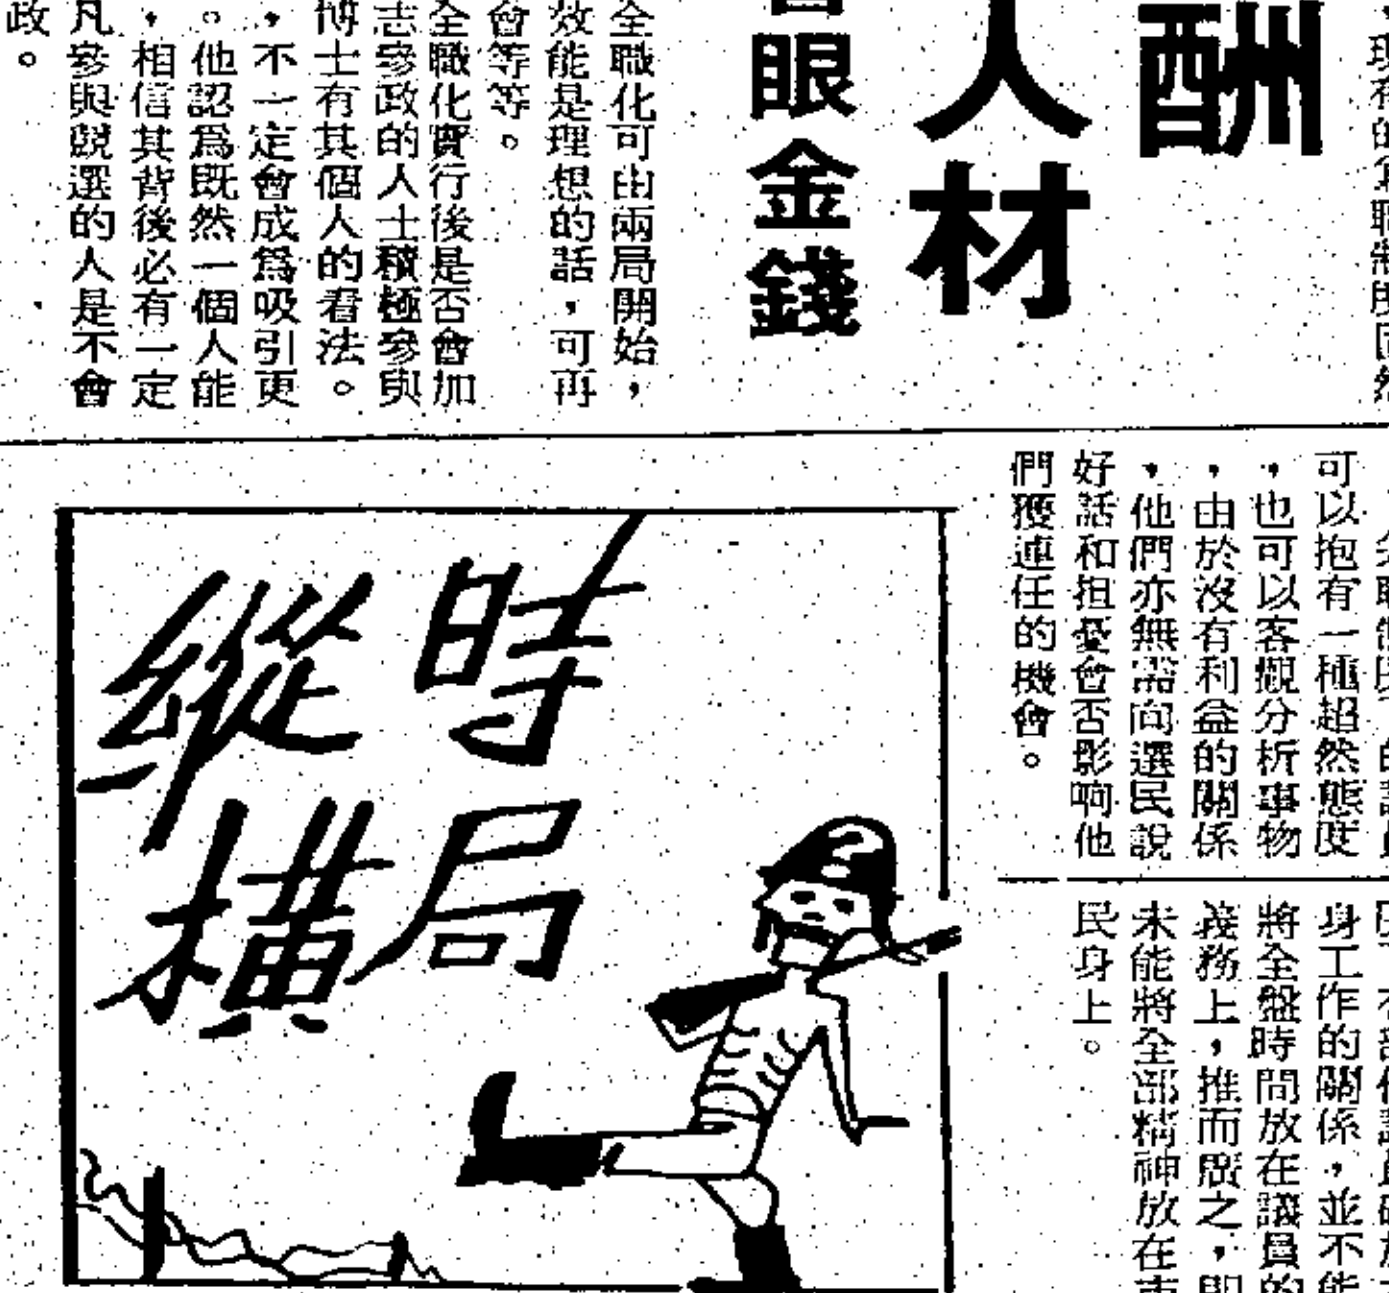 酬
人材
眼金錢
全職化可由兩局開始，
效能是理想的話，可再
會等等。
全職化實行後是否會加
志參政的人士積極參與
博士有其個人的看法。
，不一定會成爲吸引更
。他認爲既然一個人能
，相信其背後必有一定
凡參與競選的人是不會
政。
可以抱有一種超然態度
，也可以客觀分析事物
，由於沒有利益的關係
，他們亦無需向選民說
好話和担憂會否影响他
們獲連任的機會。
身工作的關係，並不能
將全盤時間放在議員的
義務上，推而廣之，即
未能將全部精神放在市
民身上。
時局
縱橫